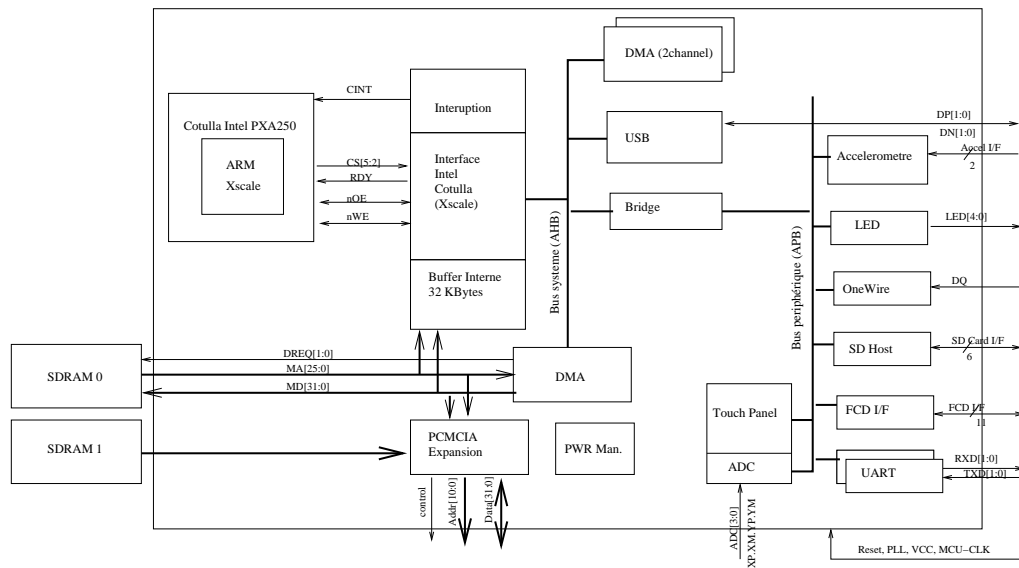 DMA (2channel)
CINT
Interuption
Cotulla Intel PXA250
ARM
Xscale
CS[5:2]
RDY
nOE
nWE
Interface
Intel
Cotulla
(Xscale)
Buffer Interne
32 KBytes
USB
Bridge
Bus systeme (AHB)
Bus periphérique (APB)
DP[1:0]
DN[1:0]
Accelerometre
Accel I/F
2
LED
LED[4:0]
OneWire
DQ
SD Host
SD Card I/F
6
FCD I/F
FCD I/F
11
UART
RXD[1:0]
TXD[1:0]
SDRAM 0
DREQ[1:0]
MA[25:0]
MD[31:0]
DMA
SDRAM 1
PCMCIA
Expansion
PWR Man.
Touch Panel
ADC
control
Addr[10:0]
Data[31:0]
ADC[3:0]
XP.XM.YP.YM
Reset, PLL, VCC, MCU−CLK